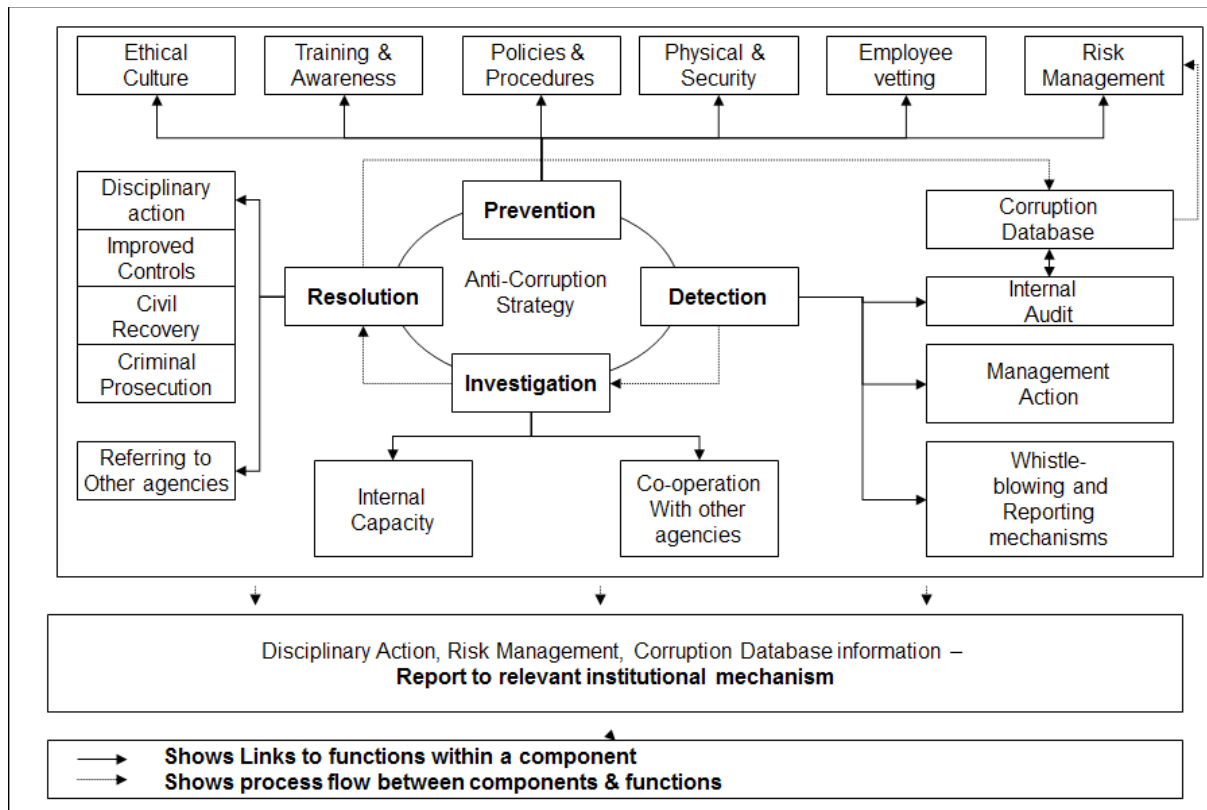 Ethical
Culture
Training &
Awareness
Policies &
Procedures
Physical &
Security
Employee
vetting
Risk
Management
Disciplinary
action
Improved
Controls
Civil
Recovery
Criminal
Prosecution
Referring to
Other agencies
Prevention
Resolution
Anti-Corruption
Strategy
Detection
Investigation
Internal
Capacity
Co-operation
With other
agencies
Corruption
Database
Internal
Audit
Management
Action
Whistle-
blowing and
Reporting
mechanisms
Disciplinary Action, Risk Management, Corruption Database information –
Report to relevant institutional mechanism
Shows Links to functions within a component
Shows process flow between components & functions